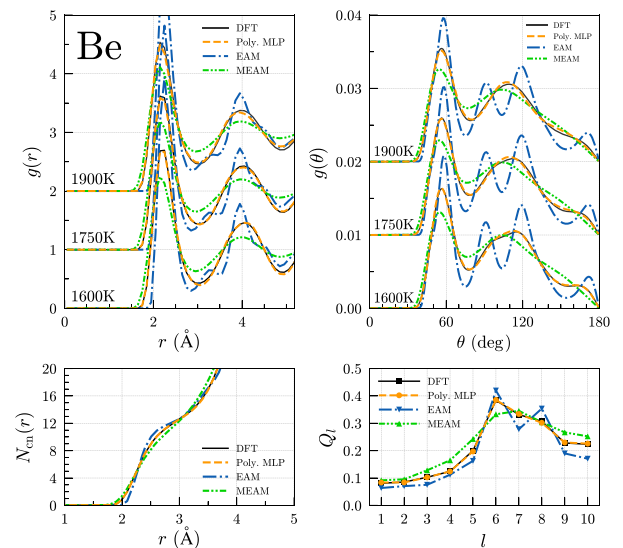 Be
5
4
3
2
1
0
g(r)
DFT
Poly. MLP
EAM
MEAM
1900K
1750K
1600K
0
2
4
r (Å)
0.04
0.03
0.02
0.01
0.00
g(θ)
DFT
Poly. MLP
EAM
MEAM
1900K
1750K
1600K
0
60
120
180
θ (deg)
20
16
12
8
4
0
N_cn(r)
DFT
Poly. MLP
EAM
MEAM
1
2
3
4
5
r (Å)
0.5
0.4
0.3
0.2
0.1
0.0
Q_l
DFT
Poly. MLP
EAM
MEAM
1 2 3 4 5 6 7 8 9 10
l